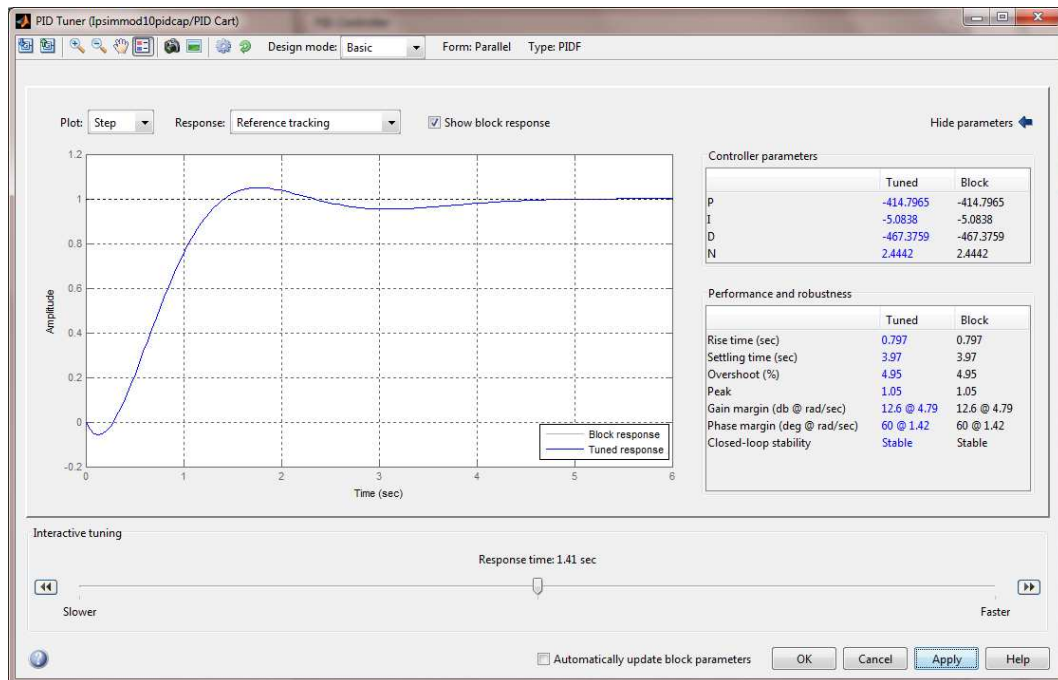 PID Tuner (Ipsimmod10pidcap/PID Cart)
Design mode: Basic Form: Parallel Type: PIDF
Plot: Step Response: Reference tracking Show block response Hide parameters
1.2
1
0.8
0.6
0.4
0.2
0
-0.2
Amplitude
0 1 2 3 4 5 6
Time (sec)
Block response
Tuned response
Controller parameters
Tuned Block
P -414.7965 -414.7965
I -5.0838 -5.0838
D -467.3759 -467.3759
N 2.4442 2.4442
Performance and robustness
Tuned Block
Rise time (sec) 0.797 0.797
Settling time (sec) 3.97 3.97
Overshoot (%) 4.95 4.95
Peak 1.05 1.05
Gain margin (db @ rad/sec) 12.6 @ 4.79 12.6 @ 4.79
Phase margin (deg @ rad/sec) 60 @ 1.42 60 @ 1.42
Closed-loop stability Stable Stable
Interactive tuning
Response time: 1.41 sec
Slower Faster
Automatically update block parameters OK Cancel Apply Help